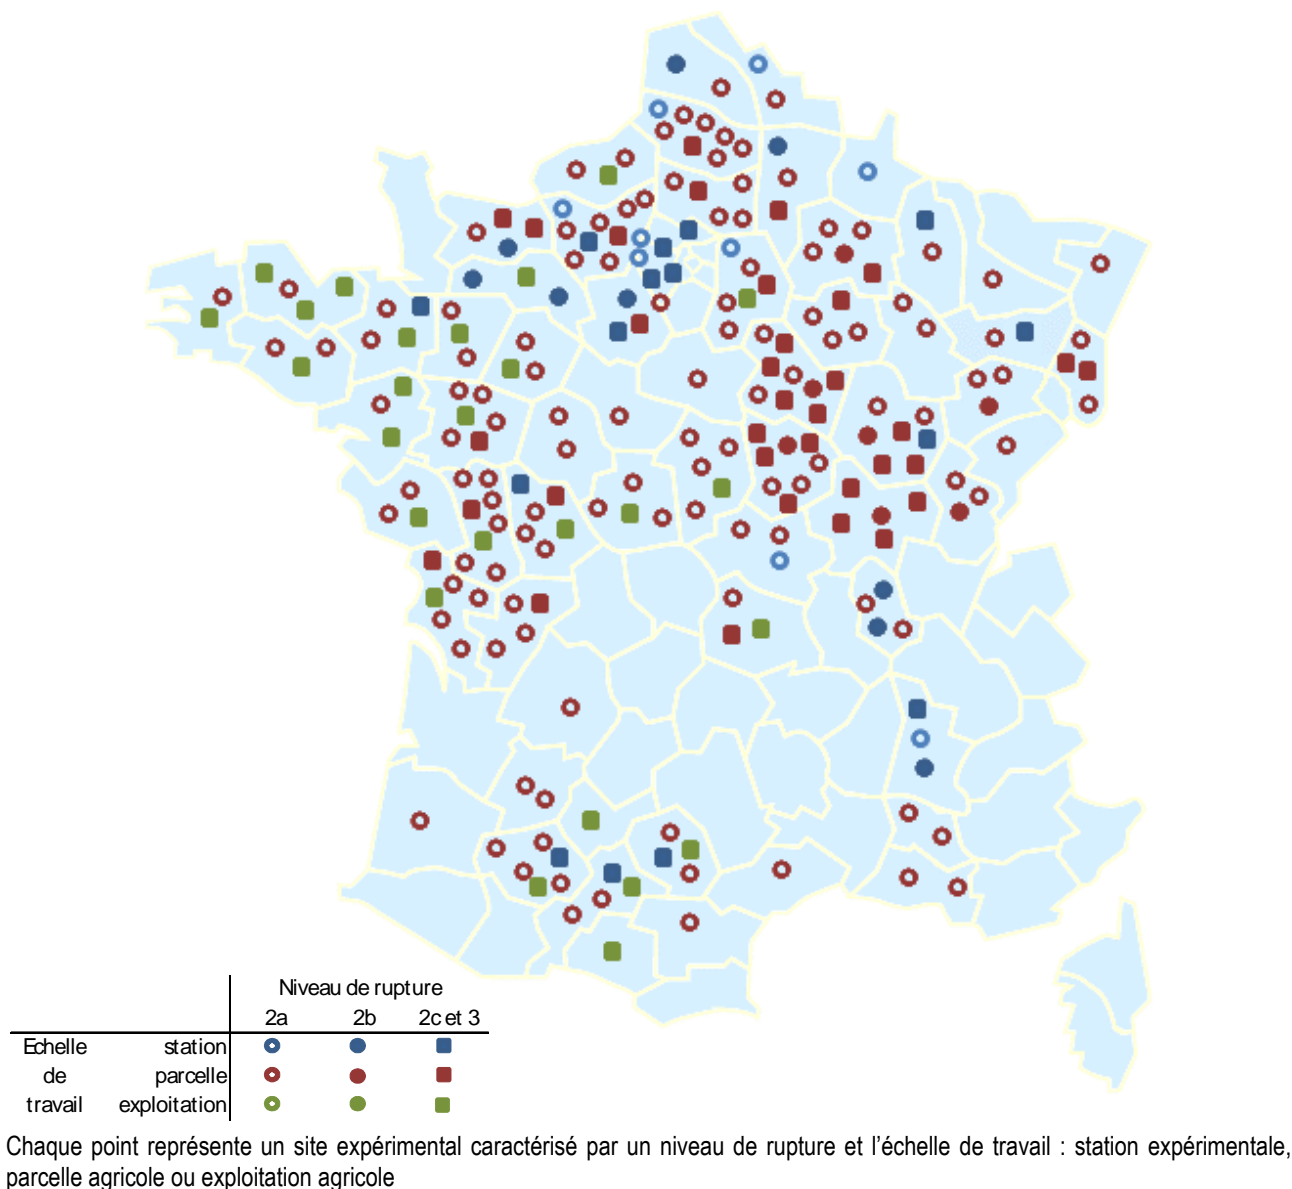 Niveau de rupture
2a 2b 2c et 3
Echelle station
de parcelle
travail exploitation
Chaque point représente un site expérimental caractérisé par un niveau de rupture et l'échelle de travail : station expérimentale,
parcelle agricole ou exploitation agricole